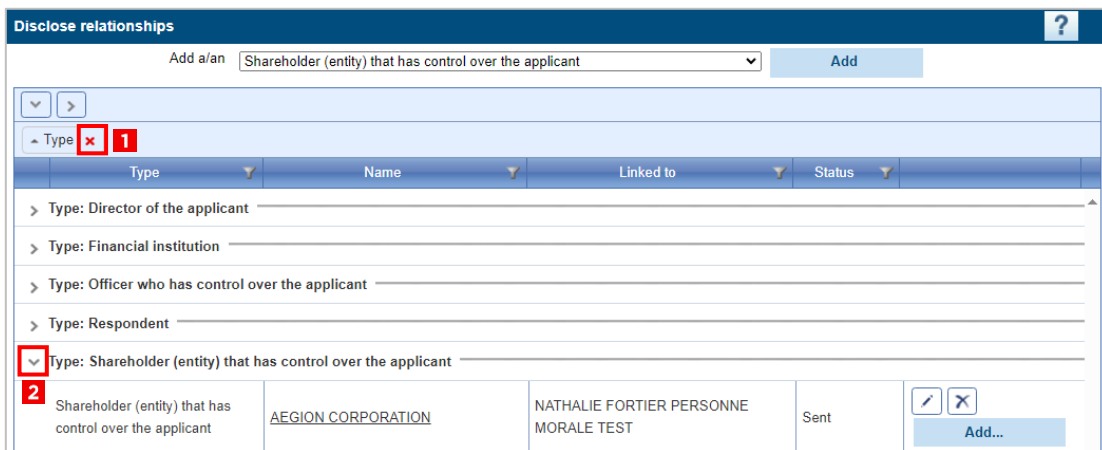 Disclose relationships ?
Add a/an Shareholder (entity) that has control over the applicant Add
Type 1
Type Name Linked to Status
Type: Director of the applicant
Type: Financial institution
Type: Officer who has control over the applicant
Type: Respondent
Type: Shareholder (entity) that has control over the applicant
2
Shareholder (entity) that has NATHALIE FORTIER PERSONNE
AEGION CORPORATION Sent
control over the applicant MORALE TEST
Add...